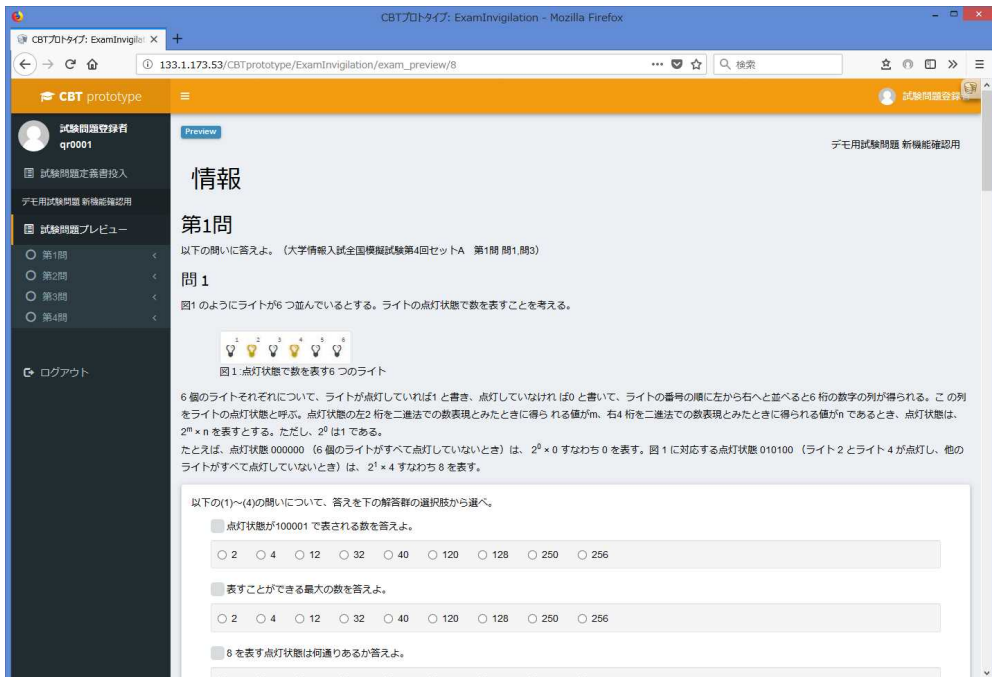 CBTプロトタイプ: ExamInvigilation - Mozilla Firefox
CBTプロトタイプ: ExamInvigilat
133.1.173.53/CBTprototype/ExamInvigilation/exam_preview/8
検索
CBT prototype
試験問題登録者
試験問題登録者
qr0001
試験問題定義書投入
デモ用試験問題 新機能確認用
試験問題プレビュー
第1問
第2問
第3問
第4問
ログアウト
Preview
デモ用試験問題 新機能確認用
情報
第1問
以下の問いに答えよ。（大学情報入試全国模擬試験第4回セットA 第1問 問1,問3）
問 1
図1 のようにライトが6 つ並んでいるとする。ライトの点灯状態で数を表すことを考える。
1 2 3 4 5 6
図 1 :点灯状態で数を表す6 つのライト
6 個のライトそれぞれについて、ライトが点灯していれば1 と書き、点灯していなけれ ば0 と書いて、ライトの番号の順に左から右へと並べると6 桁の数字の列が得られる。こ の列
をライトの点灯状態と呼ぶ。点灯状態の左2 桁を二進法での数表現とみたときに得ら れる値がm、右4 桁を二進法での数表現とみたときに得られる値がn であるとき、点灯状態は、
2^m × n を表すとする。ただし、2^0 は1 である。
たとえば、点灯状態 000000 （6 個のライトがすべて点灯していないとき）は、 2^0 × 0 すなわち 0 を表す。図 1 に対応する点灯状態 010100 （ライト 2 とライト 4 が点灯し、他の
ライトがすべて点灯していないとき）は、 2^1 × 4 すなわち 8 を表す。
以下の(1)～(4)の問いについて、答えを下の解答群の選択肢から選べ。
点灯状態が100001 で表される数を答えよ。
2 4 12 32 40 120 128 250 256
表すことができる最大の数を答えよ。
2 4 12 32 40 120 128 250 256
8 を表す点灯状態は何通りあるか答えよ。